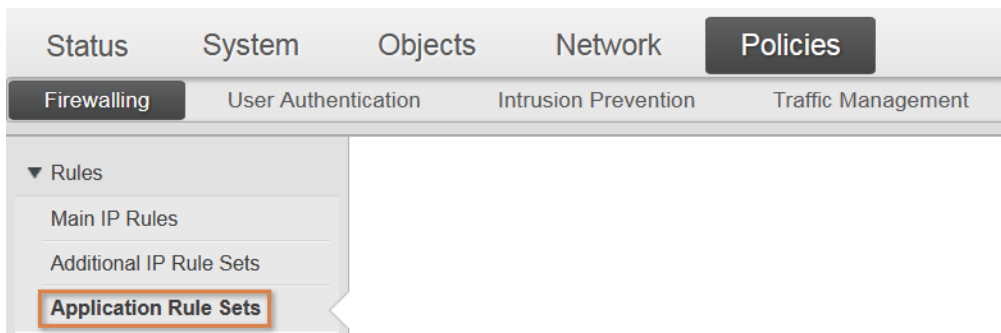 Status System Objects Network Policies
Firewalling User Authentication Intrusion Prevention Traffic Management
Rules
Main IP Rules
Additional IP Rule Sets
Application Rule Sets